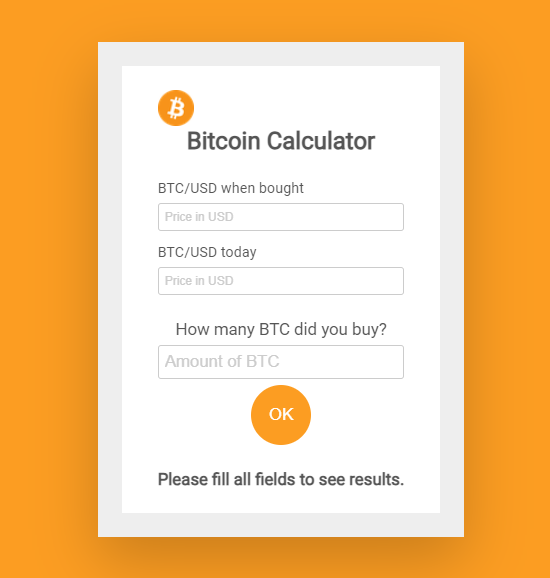 Bitcoin Calculator
BTC/USD when bought
Price in USD
BTC/USD today
Price in USD
How many BTC did you buy?
Amount of BTC
OK
Please fill all fields to see results.